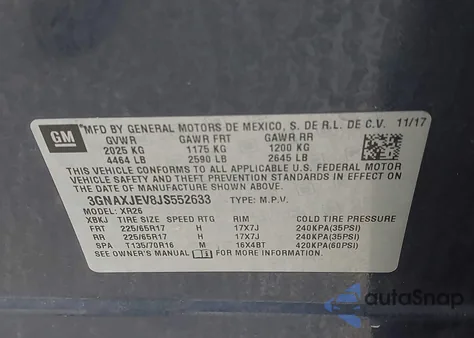 GM
MFD BY GENERAL MOTORS DE MEXICO, S. DE R.L. DE C.V. 11/17
GVWR GAWR FRT GAWR RR
2025 KG 1175 KG 1200 KG
4464 LB 2590 LB 2645 LB
THIS VEHICLE CONFORMS TO ALL APPLICABLE U.S. FEDERAL MOTOR
VEHICLE SAFETY AND THEFT PREVENTION STANDARDS IN EFFECT ON
THE DATE OF MANUFACTURE SHOWN ABOVE.
3GNAXJEV8JS552633 TYPE: M.P.V.
MODEL: XR26
XBKJ TIRE SIZE SPEED RTG RIM COLD TIRE PRESSURE
FRT 225/65R17 H 17X7J 240KPA(35PSI)
RR 225/65R17 H 17X7J 240KPA(35PSI)
SPA T135/70R16 M 16X4BT 420KPA(60PSI)
SEE OWNER'S MANUAL FOR ADDITIONAL INFORMATION.
autoSnap